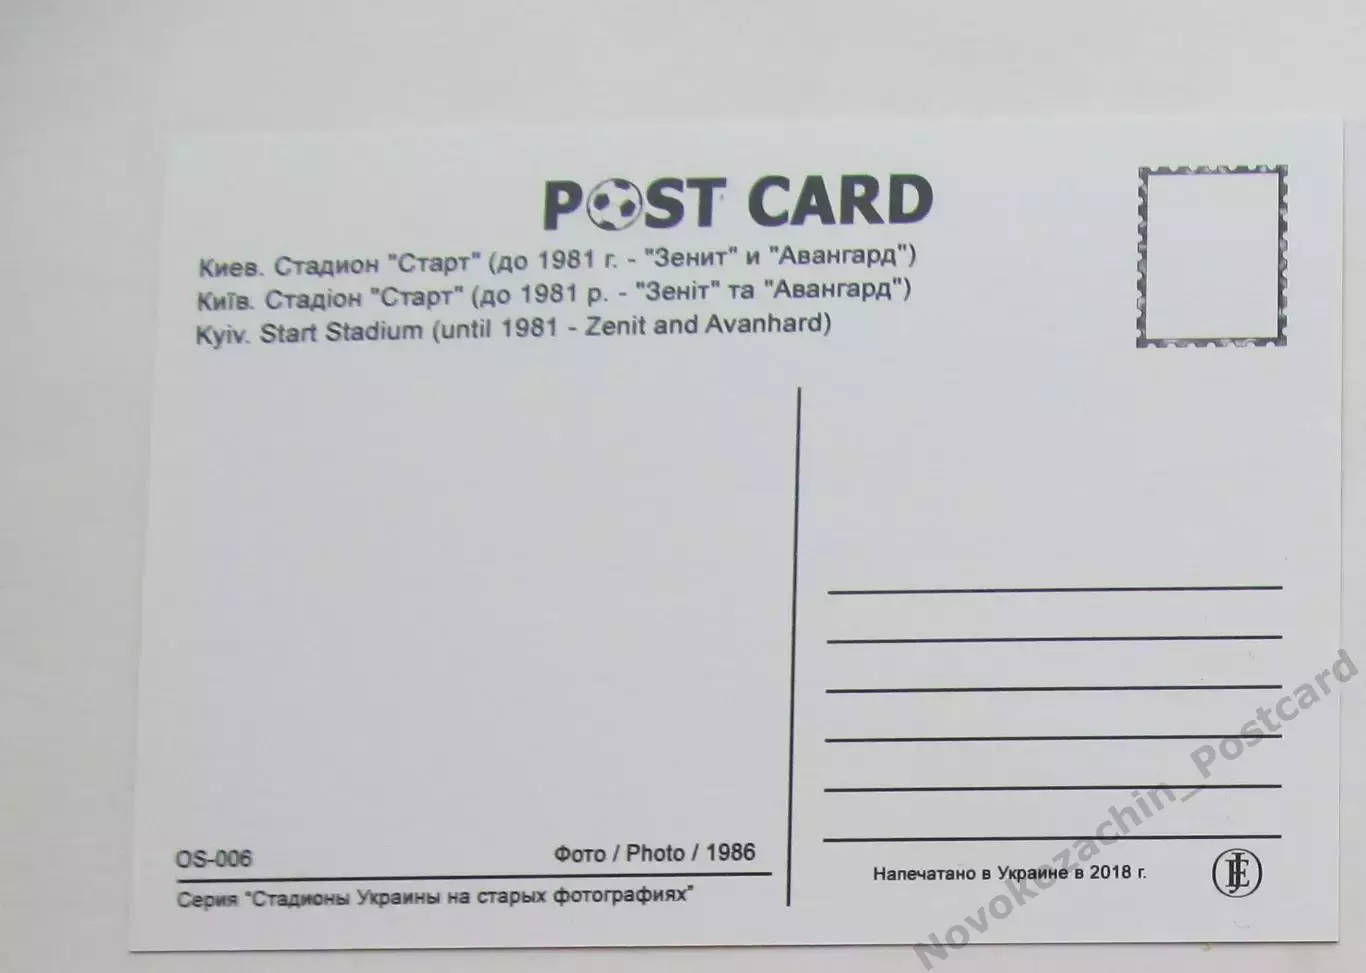 POST CARD
Киев. Стадион "Старт" (до 1981 г. - "Зенит" и "Авангард")
Київ. Стадіон "Старт" (до 1981 р. - "Зеніт" та "Авангард")
Kyiv. Start Stadium (until 1981 - Zenit and Avanhard)
OS-006
Фото / Photo / 1986
Серия "Стадионы Украины на старых фотографиях"
Напечатано в Украине в 2018 г.
JE
Novokezachin_Postcard